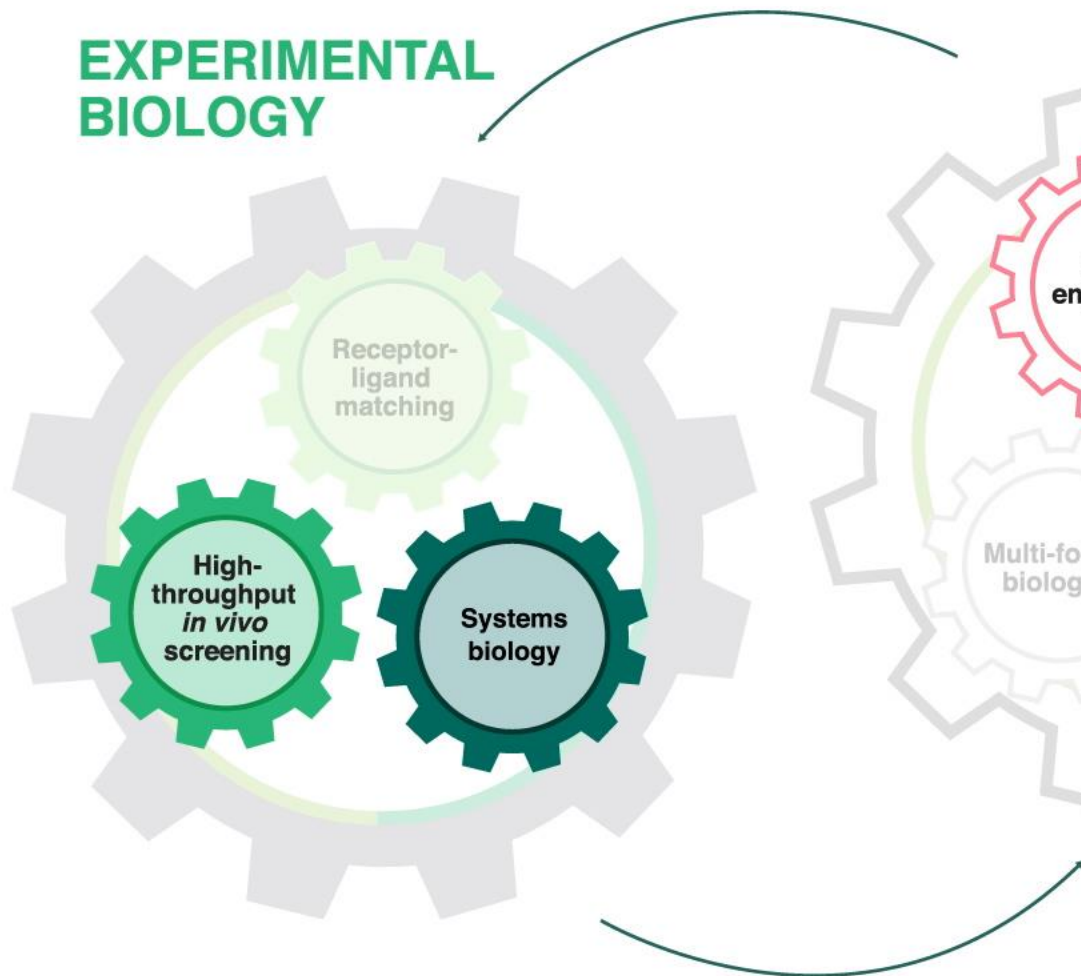 EXPERIMENTAL
BIOLOGY
Receptor-
ligand
matching
High-
throughput
in vivo
screening
Systems
biology